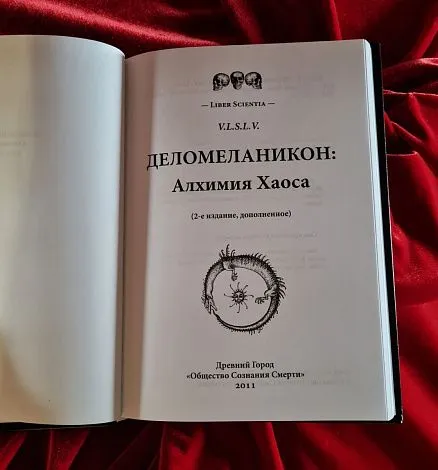 — Liber Scientia —
V.L.S.L.V.
ДЕЛОМЕЛАНИКОН:
Алхимия Хаоса
(2-е издание, дополненное)
Древний Город
«Общество Сознания Смерти»
2011